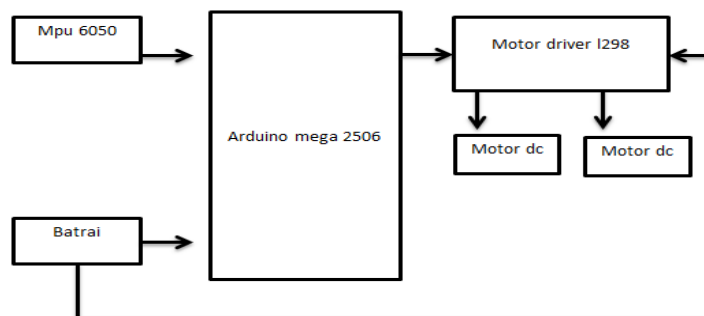 Mpu 6050
Motor driver l298
Arduino mega 2506
Motor dc
Motor dc
Batrai